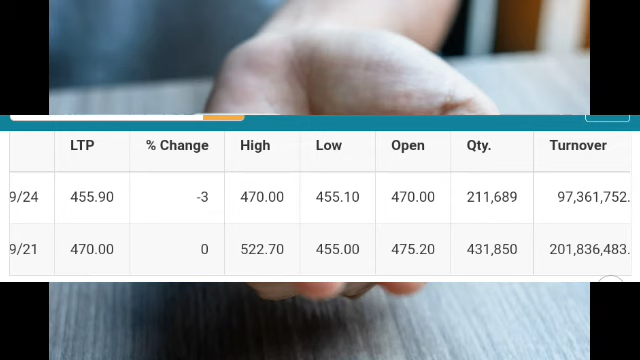 LTP % Change High Low Open Qty. Turnover
9/24 455.90 -3 470.00 455.10 470.00 211,689 97,361,752.
9/21 470.00 0 522.70 455.00 475.20 431,850 201,836,483.